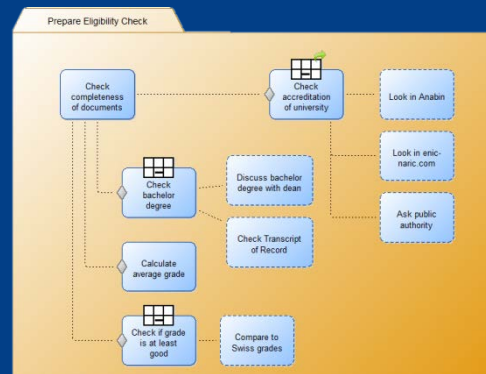 Prepare Eligibility Check
Check
completeness
of documents
Check
accreditation
of university
Look in Anabin
Look in enic-
naric.com
Ask public
authority
Check
bachelor
degree
Discuss bachelor
degree with dean
Check Transcript
of Record
Calculate
average grade
Check if grade
is at least
good
Compare to
Swiss grades